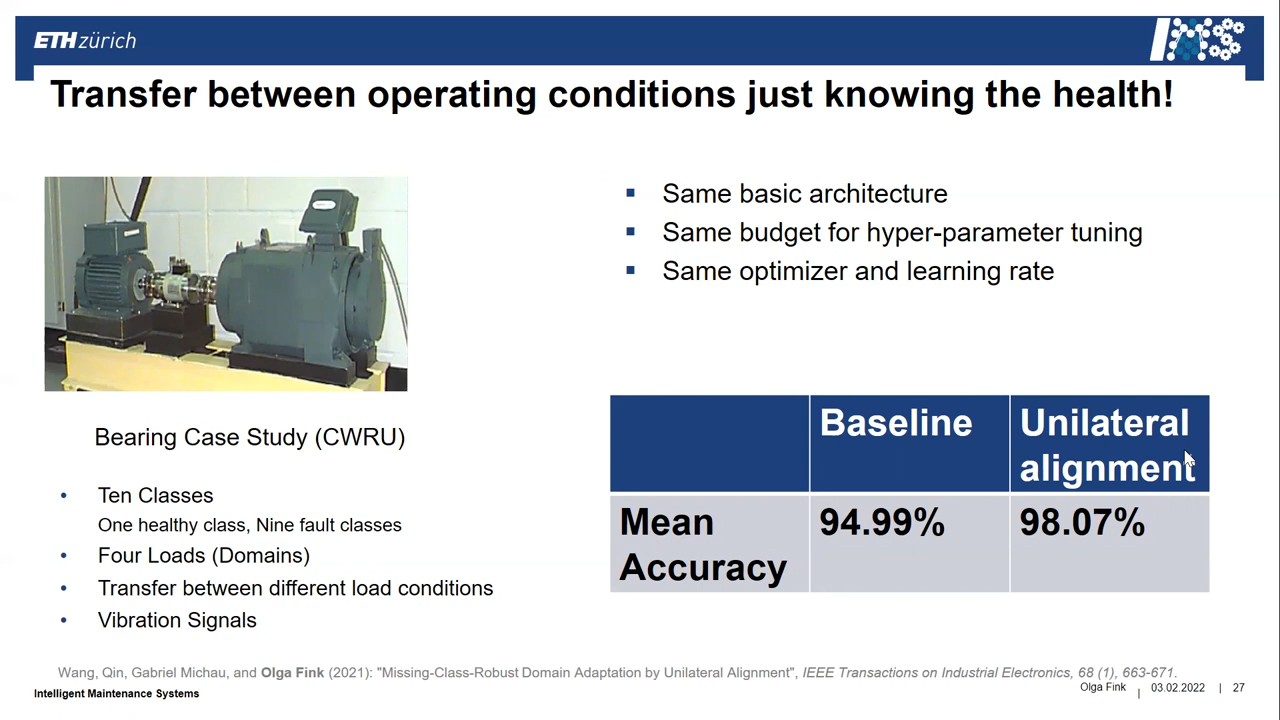 ETH zürich
IMS
Transfer between operating conditions just knowing the health!
Same basic architecture
Same budget for hyper-parameter tuning
Same optimizer and learning rate
Bearing Case Study (CWRU)
Ten Classes
One healthy class, Nine fault classes
Four Loads (Domains)
Transfer between different load conditions
Vibration Signals
Baseline
Unilateral
alignment
Mean
Accuracy
94.99%
98.07%
Wang, Qin, Gabriel Michau, and Olga Fink (2021): "Missing-Class-Robust Domain Adaptation by Unilateral Alignment", IEEE Transactions on Industrial Electronics, 68 (1), 663-671.
Intelligent Maintenance Systems
Olga Fink | 03.02.2022 | 27